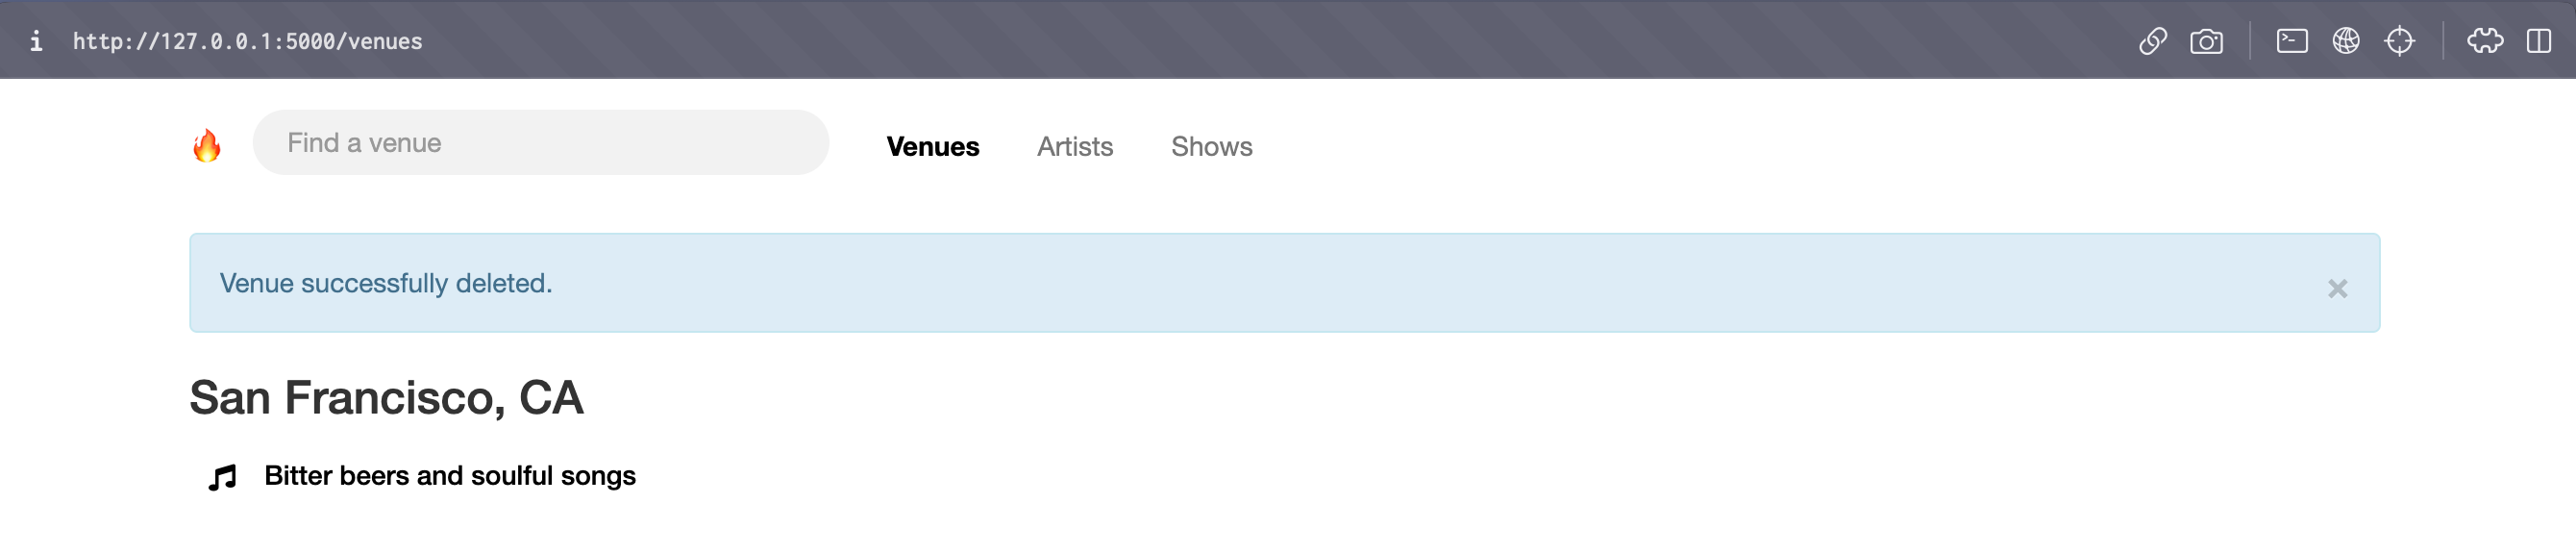 http://127.0.0.1:5000/venues
Find a venue
Venues Artists Shows
Venue successfully deleted.
×
San Francisco, CA
Bitter beers and soulful songs